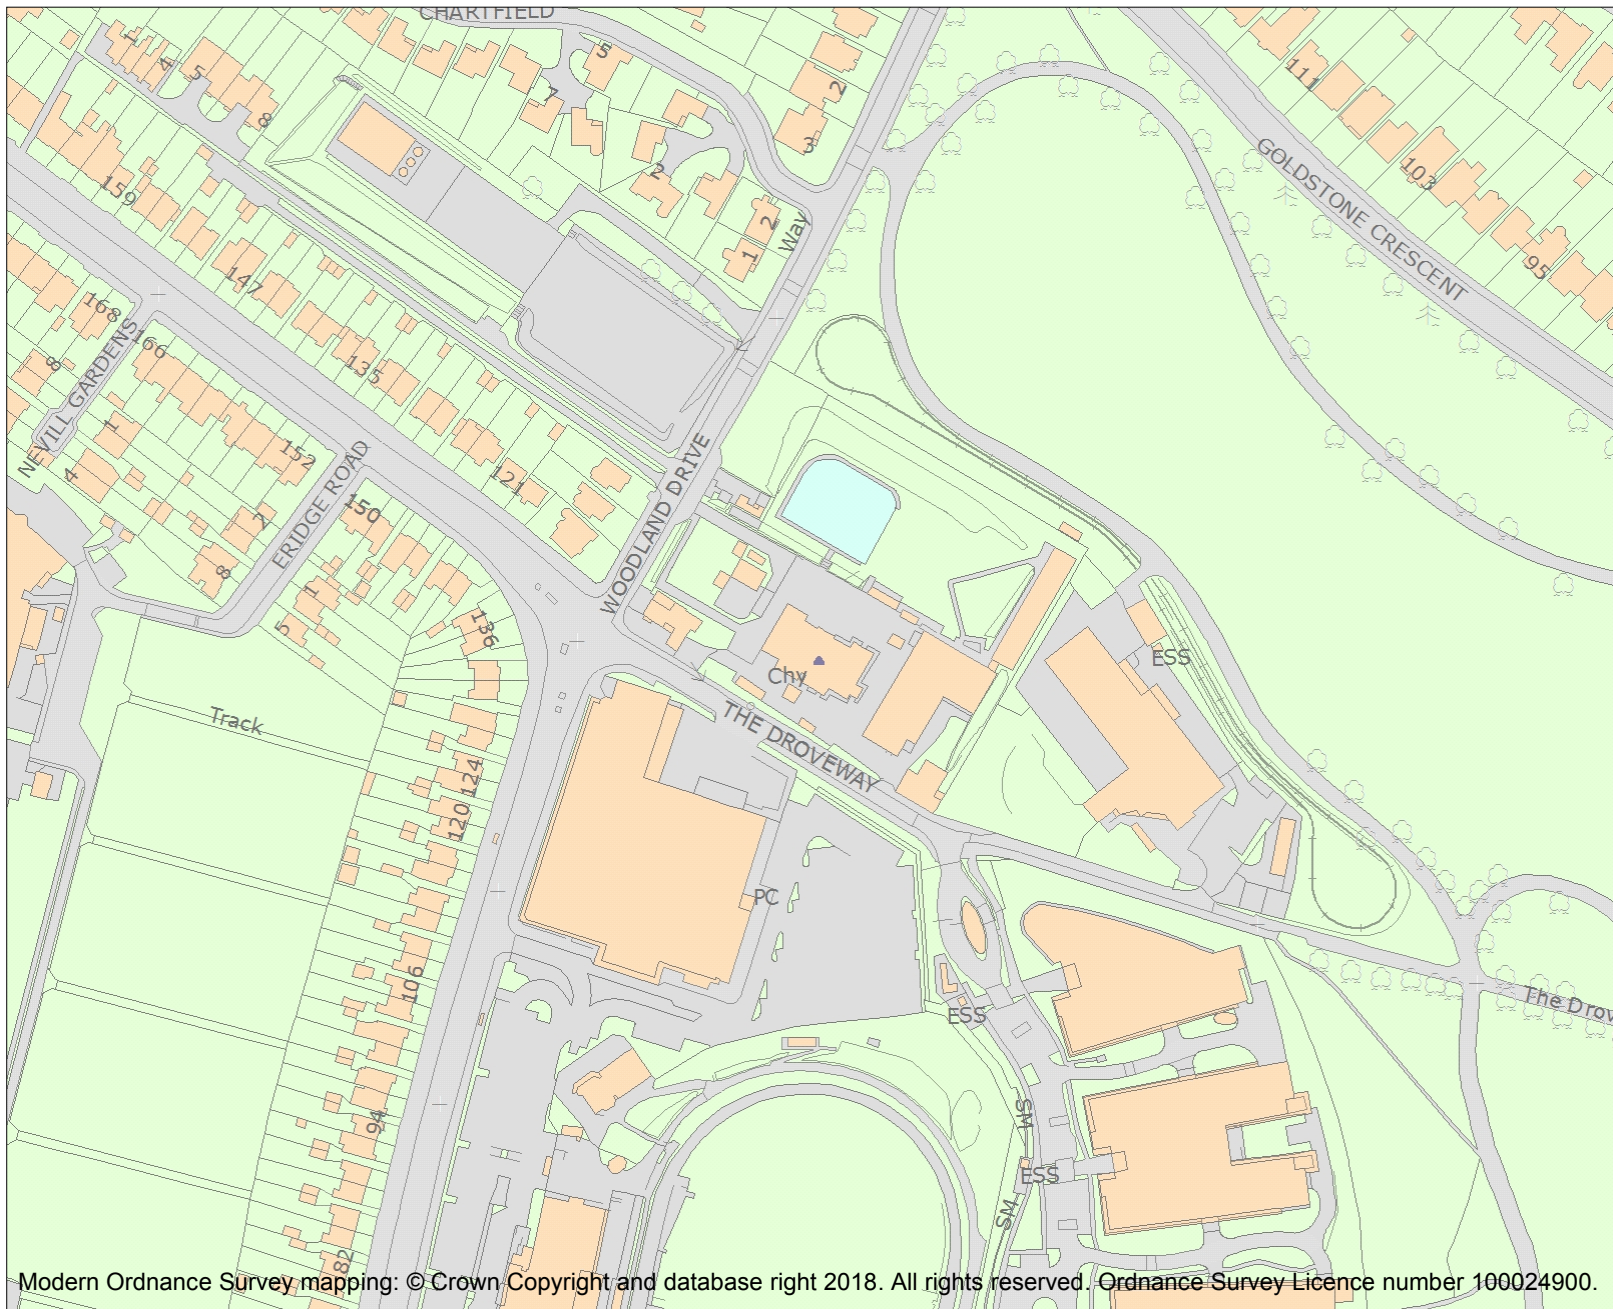 CHARTFIELD
1
4
5
8
5
7
2
3
2
2
1
Way
111
103
95
GOLDSTONE CRESCENT
159
147
135
121
168
166
152
150
8
NEVILL GARDENS
1
4
2
8
ERIDGE ROAD
1
5
136
WOODLAND DRIVE
Chy
ESS
THE DROVEWAY
Track
124
120
PC
106
ESS
The Drov
94
SM
ESS
SM
82
Modern Ordnance Survey mapping: © Crown Copyright and database right 2018. All rights reserved. Ordnance Survey Licence number 100024900.